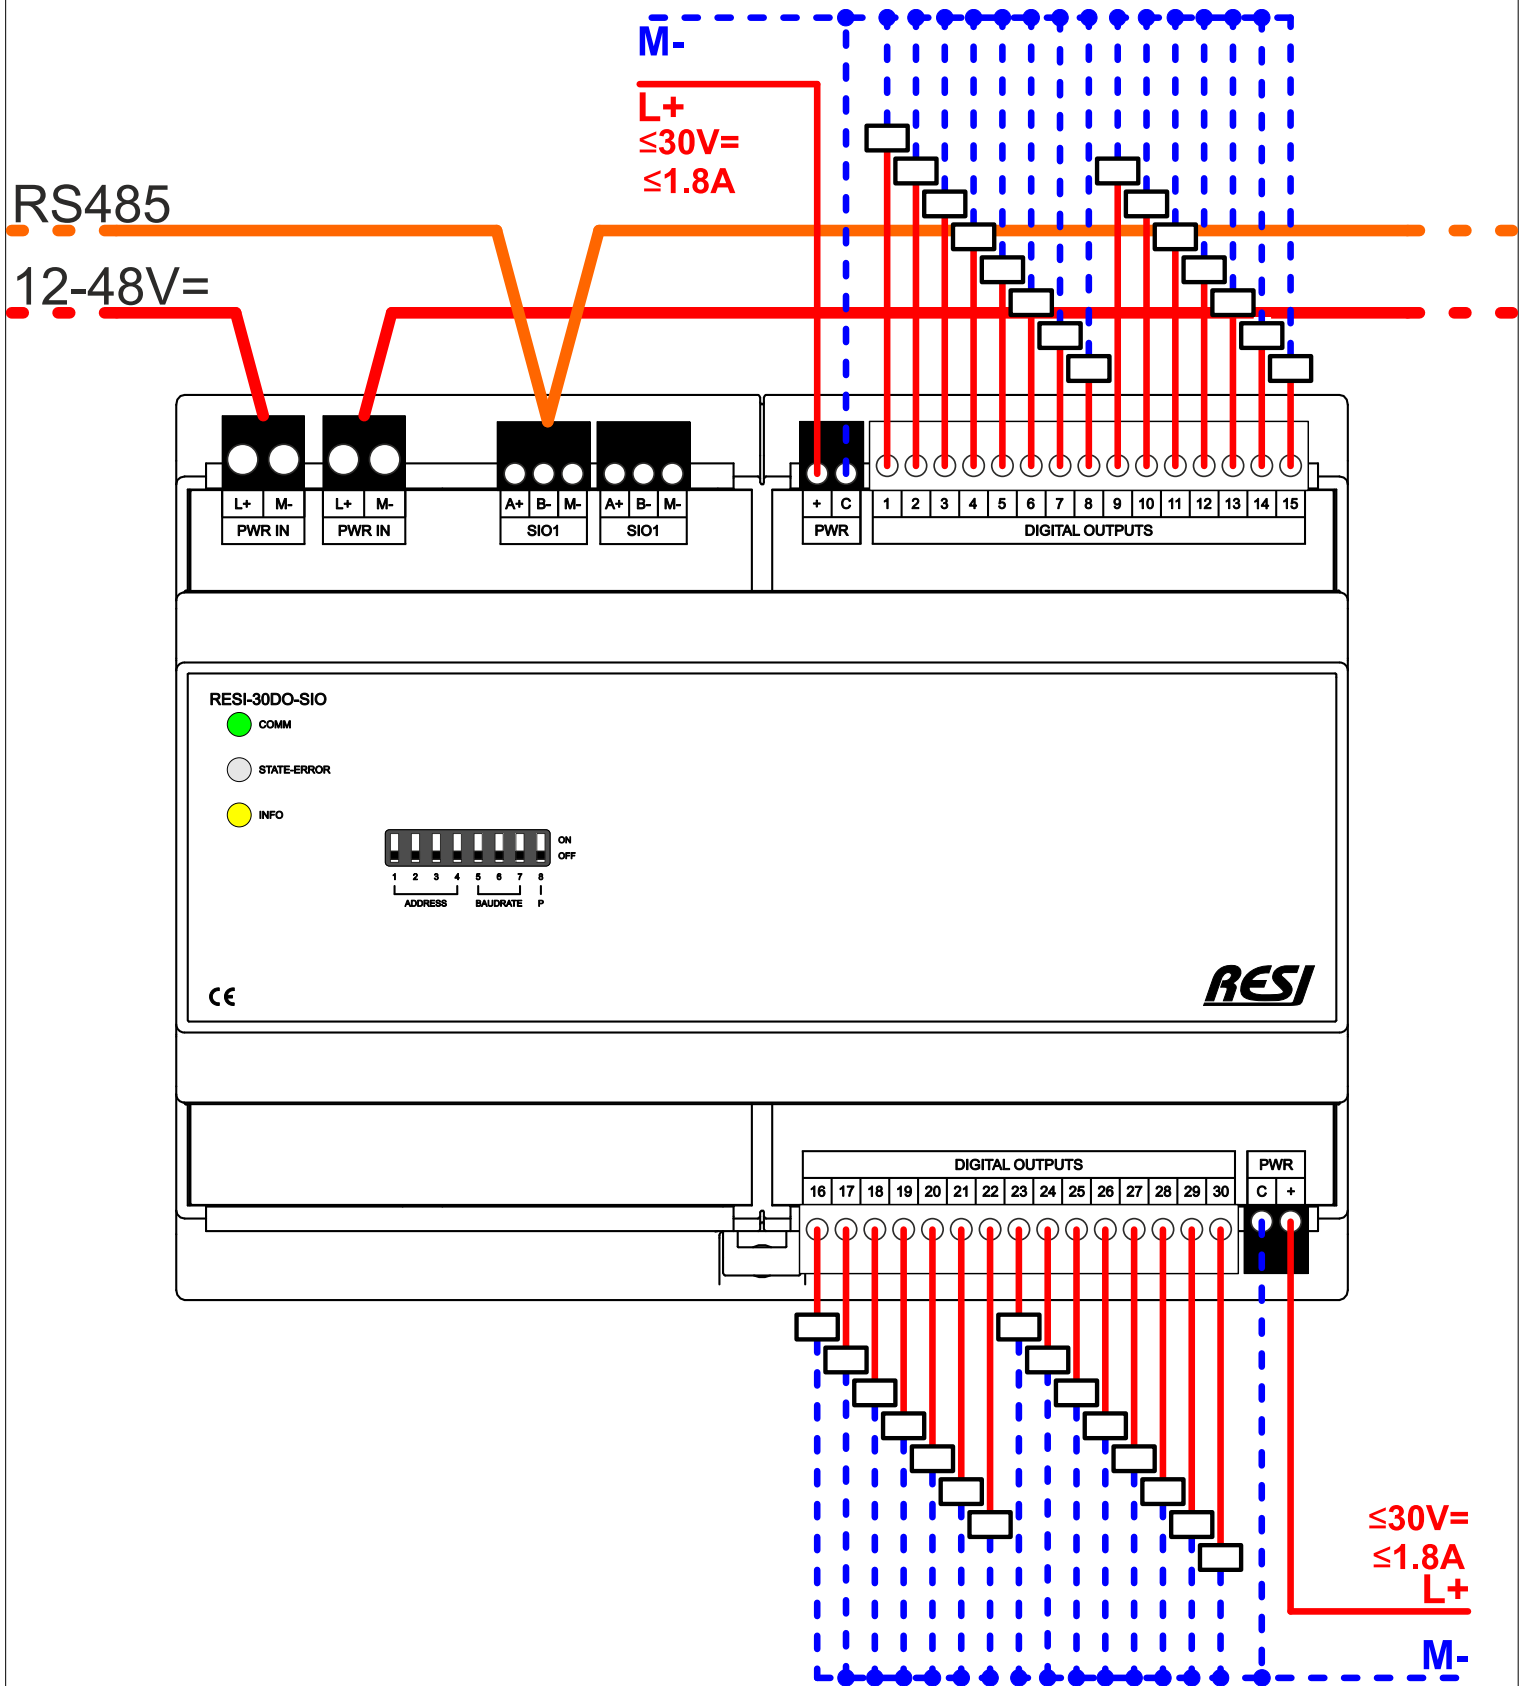 M-
L+
≤30V=
≤1.8A
RS485
12-48V=
L+ M- L+ M- A+ B- M- A+ B- M- + C 1 2 3 4 5 6 7 8 9 10 11 12 13 14 15
PWR IN PWR IN SIO1 SIO1 PWR DIGITAL OUTPUTS
RESI-30DO-SIO
COMM
STATE-ERROR
INFO
ON
OFF
1 2 3 4 5 6 7 8
ADDRESS BAUDRATE P
CE RESI
DIGITAL OUTPUTS PWR
16 17 18 19 20 21 22 23 24 25 26 27 28 29 30 C +
≤30V=
≤1.8A
L+
M-